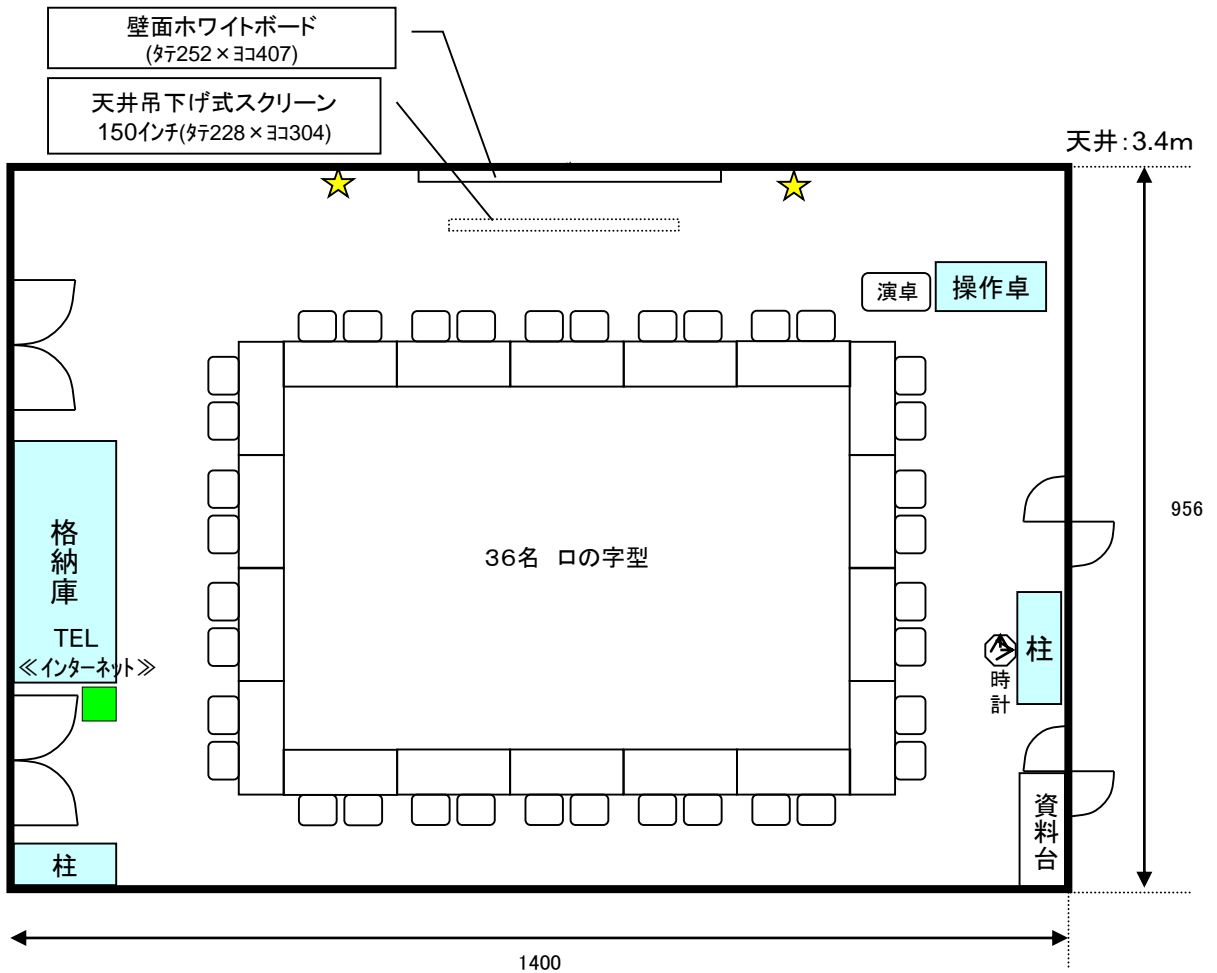 壁面ホワイトボード
(ﾀﾃ252×ﾖｺ407)
天井吊下げ式スクリーン
150ｲﾝﾁ(ﾀﾃ228×ﾖｺ304)
天井：3.4m
演卓
操作卓
956
格納庫
36名　ロの字型
TEL
≪ｲﾝﾀｰﾈｯﾄ≫
柱
時計
資料台
柱
1400